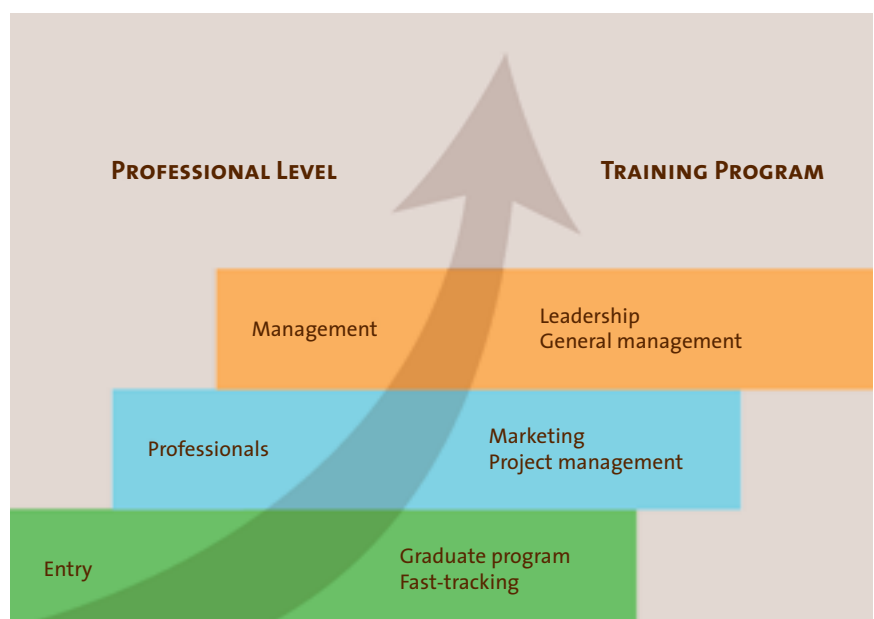 PROFESSIONAL LEVEL
TRAINING PROGRAM
Management
Leadership
General management
Professionals
Marketing
Project management
Entry
Graduate program
Fast-tracking